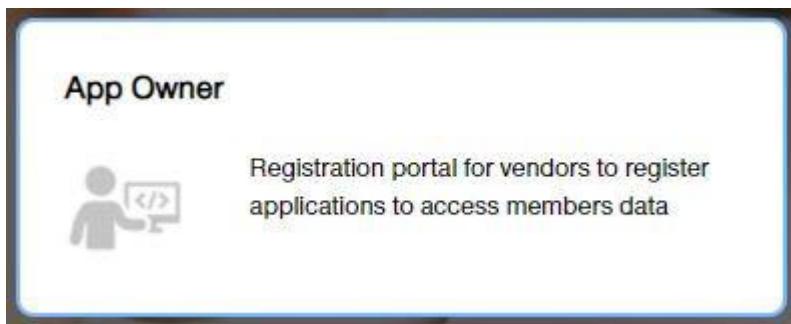 App Owner
</>
Registration portal for vendors to register
applications to access members data